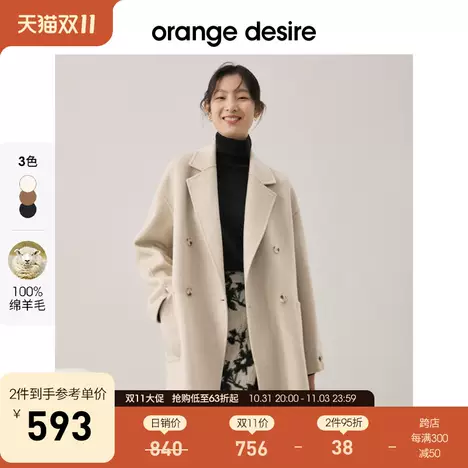 天猫双11
orange desire
3色
100%
绵羊毛
2件到手参考单价
¥593
双11大促 抢购低至63折起 10.31 20:00 - 11.03 23:59
日销价
840
双11价
756
-
2件95折
38
-
跨店
每满300
减50